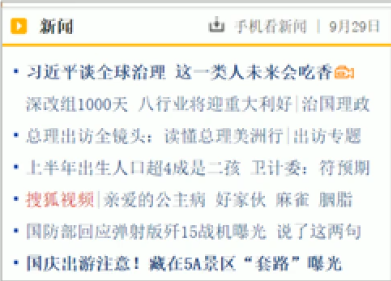 新闻 手机看新闻 | 9月29日
习近平谈全球治理 这一类人未来会吃香
深改组1000天 八行业将迎重大利好|治国理政
总理出访全镜头：读懂总理美洲行|出访专题
上半年出生人口超4成是二孩 卫计委：符预期
搜狐视频|亲爱的公主病 好家伙 麻雀 胭脂
国防部回应弹射版歼15战机曝光 说了这两句
国庆出游注意！藏在5A景区“套路”曝光